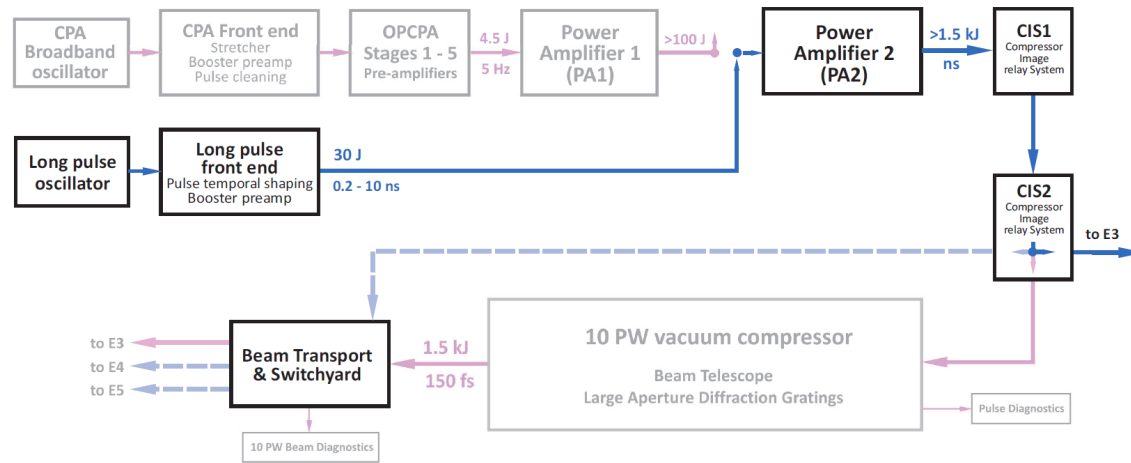 CPA
Broadband
oscillator
CPA Front end
Stretcher
Booster preamp
Pulse cleaning
OPCPA
Stages 1 - 5
Pre-amplifiers
4.5 J
5 Hz
Power
Amplifier 1
(PA1)
>100 J
Power
Amplifier 2
(PA2)
>1.5 kJ
ns
CIS1
Compressor
Image
relay System
Long pulse
oscillator
Long pulse
front end
Pulse temporal shaping
Booster preamp
30 J
0.2 - 10 ns
CIS2
Compressor
Image
relay System
to E3
10 PW vacuum compressor
Beam Telescope
Large Aperture Diffraction Gratings
1.5 kJ
150 fs
Beam Transport
& Switchyard
to E3
to E4
to E5
Pulse Diagnostics
10 PW Beam Diagnostics